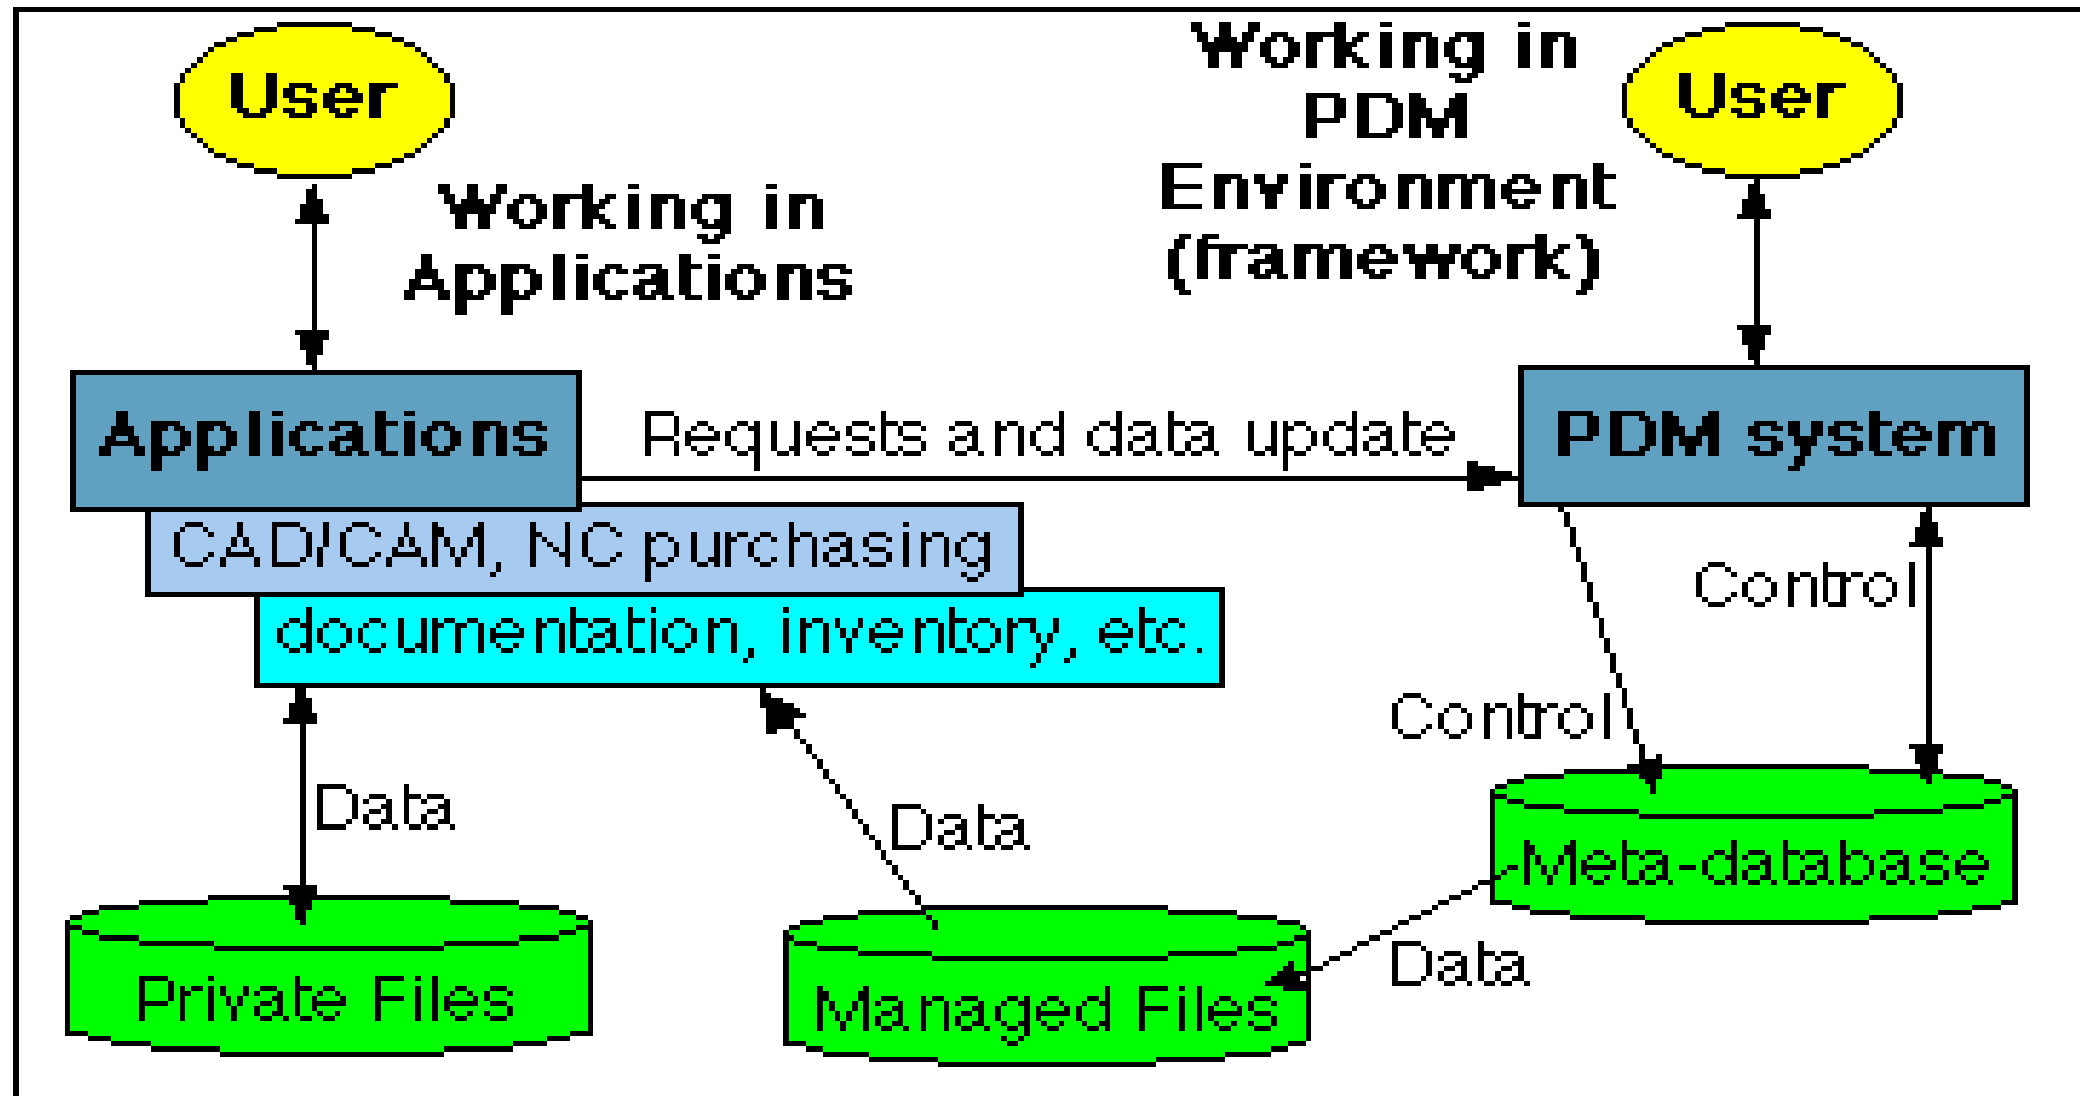 User
Working in
Applications
Working in
PDM
Environment
(framework)
User
Applications
Requests and data update
PDM system
CAD/CAM, NC purchasing
documentation, inventory, etc.
Control
Control
Data
Data
Meta-database
Data
Private Files
Managed Files